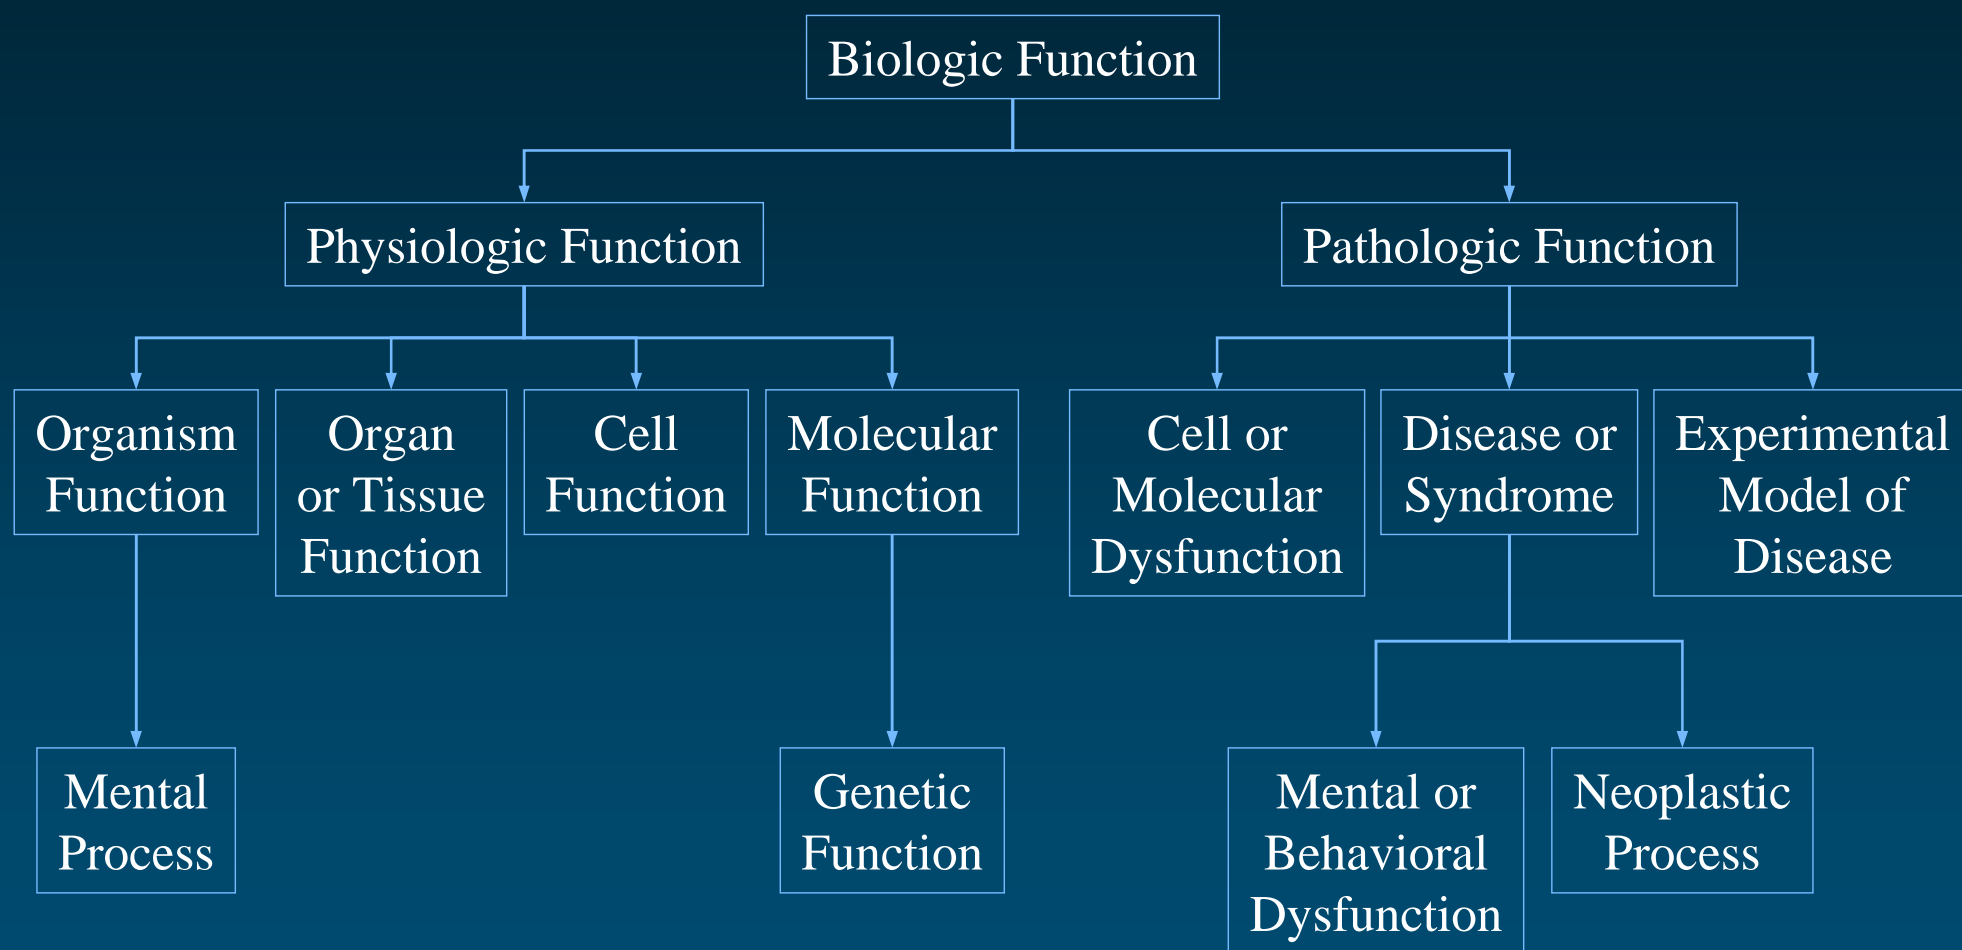 Biologic Function
Physiologic Function
Pathologic Function
Organism
Function
Organ
or Tissue
Function
Cell
Function
Molecular
Function
Cell or
Molecular
Dysfunction
Disease or
Syndrome
Experimental
Model of
Disease
Mental
Process
Genetic
Function
Mental or
Behavioral
Dysfunction
Neoplastic
Process